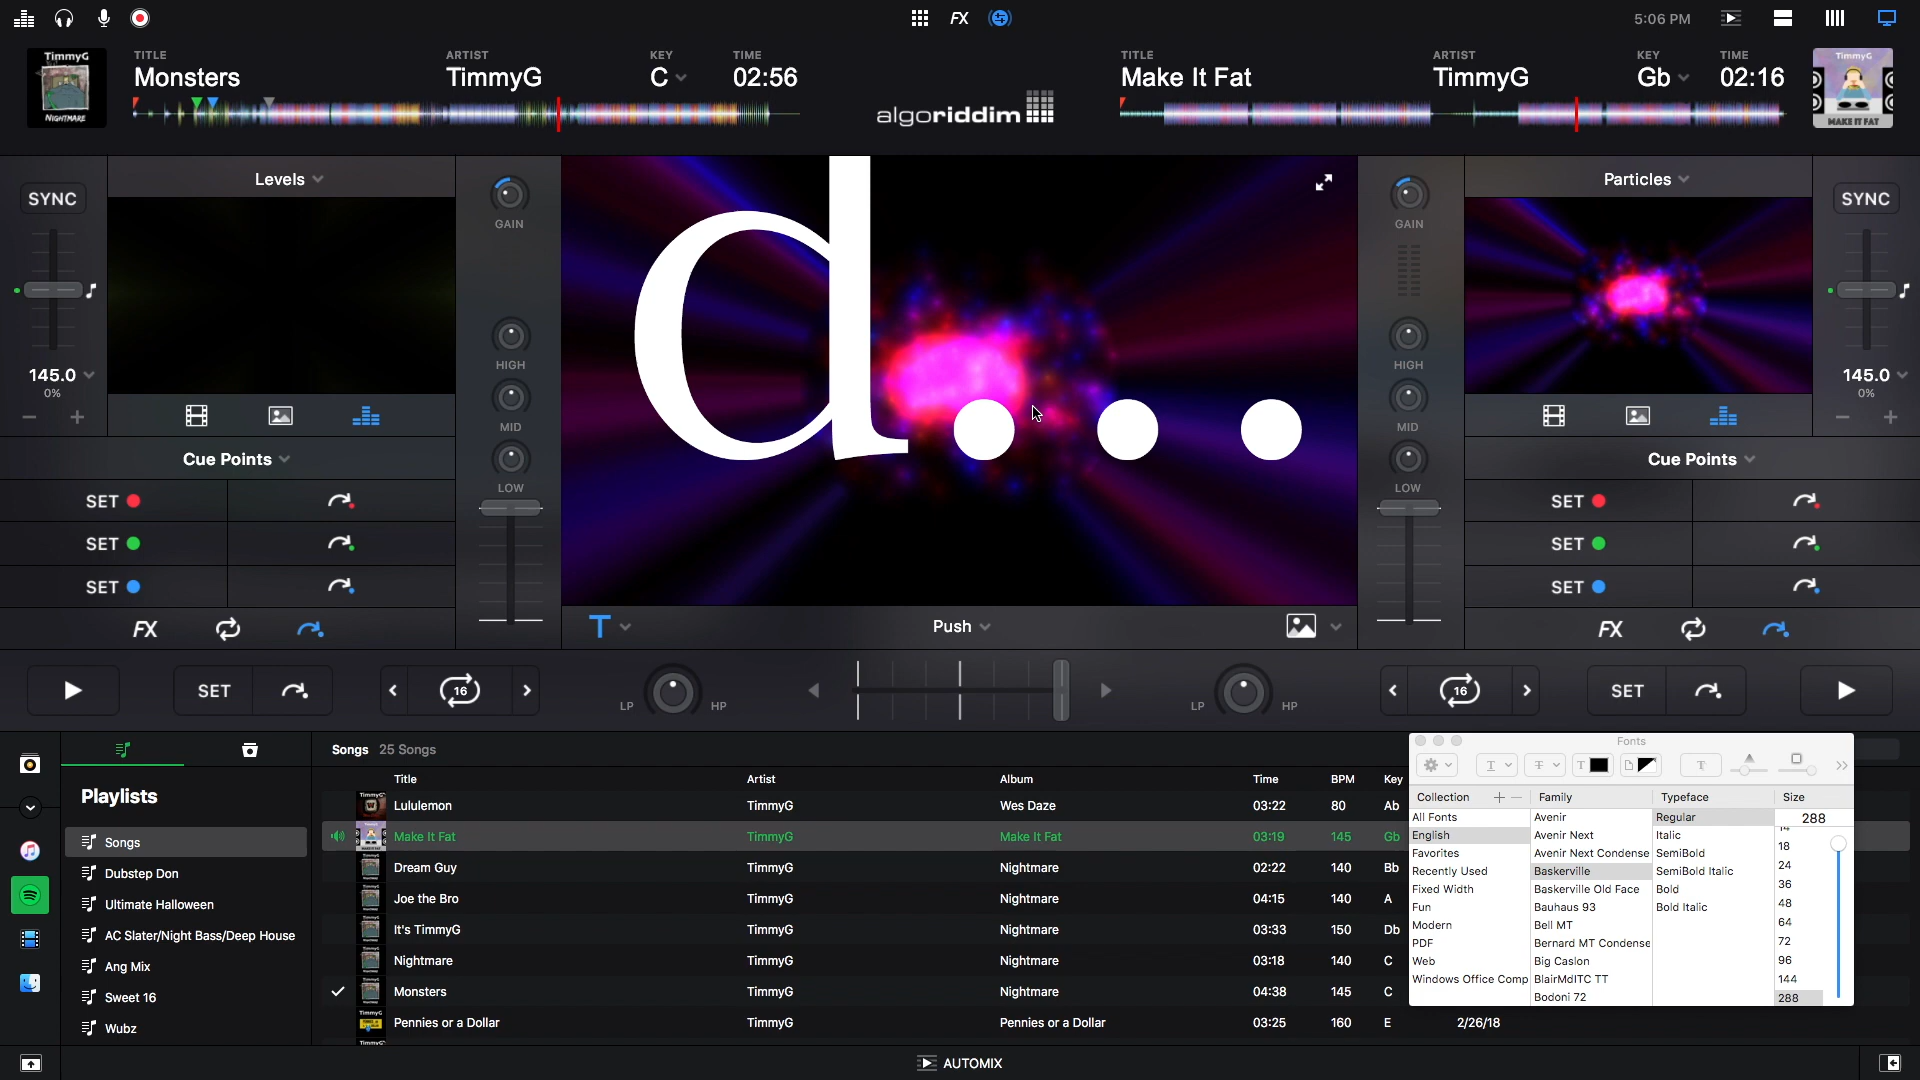 FX
5:06 PM
TimmyG
NIGHTMARE
TITLE
Monsters
ARTIST
TimmyG
KEY
C
TIME
02:56
algoriddim
TITLE
Make It Fat
ARTIST
TimmyG
KEY
Gb
TIME
02:16
TimmyG
MAKE IT FAT
SYNC
145.0
0%
Levels
Cue Points
SET
SET
SET
FX
GAIN
HIGH
MID
LOW
d...
T
Push
GAIN
HIGH
MID
LOW
Particles
Cue Points
SET
SET
SET
FX
SYNC
145.0
0%
SET
16
LP HP
LP HP
16
SET
Playlists
Songs
Dubstep Don
Ultimate Halloween
AC Slater/Night Bass/Deep House
Ang Mix
Sweet 16
Wubz
Songs 25 Songs
Title Artist Album Time BPM Key
Lululemon TimmyG Wes Daze 03:22 80 Ab
Make It Fat TimmyG Make It Fat 03:19 145 Gb
Dream Guy TimmyG Nightmare 02:22 140 Bb
Joe the Bro TimmyG Nightmare 04:15 140 A
It's TimmyG TimmyG Nightmare 03:33 150 Db
Nightmare TimmyG Nightmare 03:18 140 C
Monsters TimmyG Nightmare 04:38 145 C
Pennies or a Dollar TimmyG Pennies or a Dollar 03:25 160 E 2/26/18
Fonts
T T T T
Collection Family Typeface Size
All Fonts
English
Favorites
Recently Used
Fixed Width
Fun
Modern
PDF
Web
Windows Office Comp
Avenir
Avenir Next
Avenir Next Condense
Baskerville
Baskerville Old Face
Bauhaus 93
Bell MT
Bernard MT Condense
Big Caslon
BlairMdITC TT
Bodoni 72
Regular
Italic
SemiBold
SemiBold Italic
Bold
Bold Italic
288
18
24
36
48
64
72
96
144
288
AUTOMIX